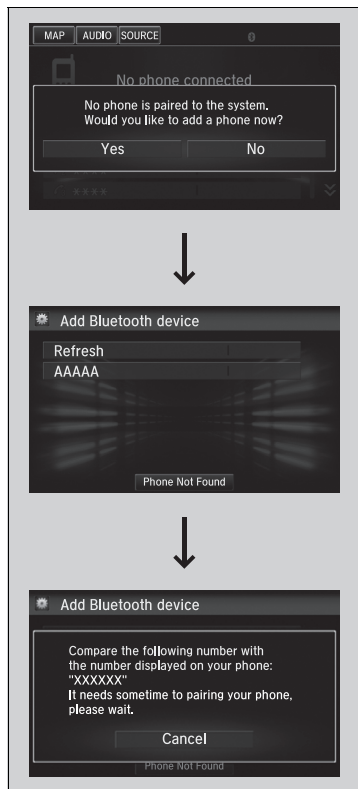 MAP AUDIO SOURCE
No phone connected
No phone is paired to the system.
Would you like to add a phone now?
Yes No
****
Add Bluetooth device
Refresh
AAAAA
Phone Not Found
Add Bluetooth device
Compare the following number with
the number displayed on your phone:
"XXXXXX"
It needs sometime to pairing your phone,
please wait.
Cancel
Phone Not Found